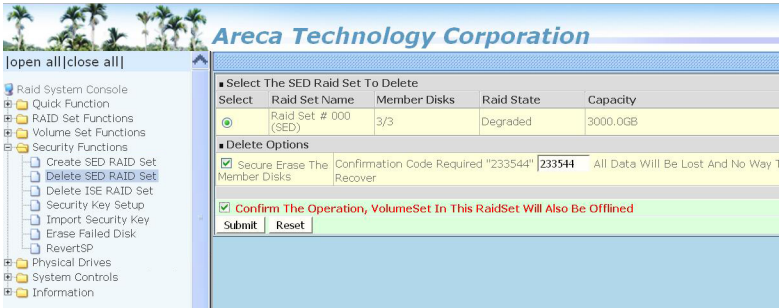 Areca Technology Corporation
|open all|close all|
Raid System Console
Quick Function
RAID Set Functions
Volume Set Functions
Security Functions
Create SED RAID Set
Delete SED RAID Set
Delete ISE RAID Set
Security Key Setup
Import Security Key
Erase Failed Disk
RevertSP
Physical Drives
System Controls
Information
Select The SED Raid Set To Delete
Select Raid Set Name Member Disks Raid State Capacity
Raid Set # 000 (SED) 3/3 Degraded 3000.0GB
Delete Options
Secure Erase The Member Disks
Confirmation Code Required "233544" 233544 All Data Will Be Lost And No Way T
Recover
Confirm The Operation, VolumeSet In This RaidSet Will Also Be Offlined
Submit Reset